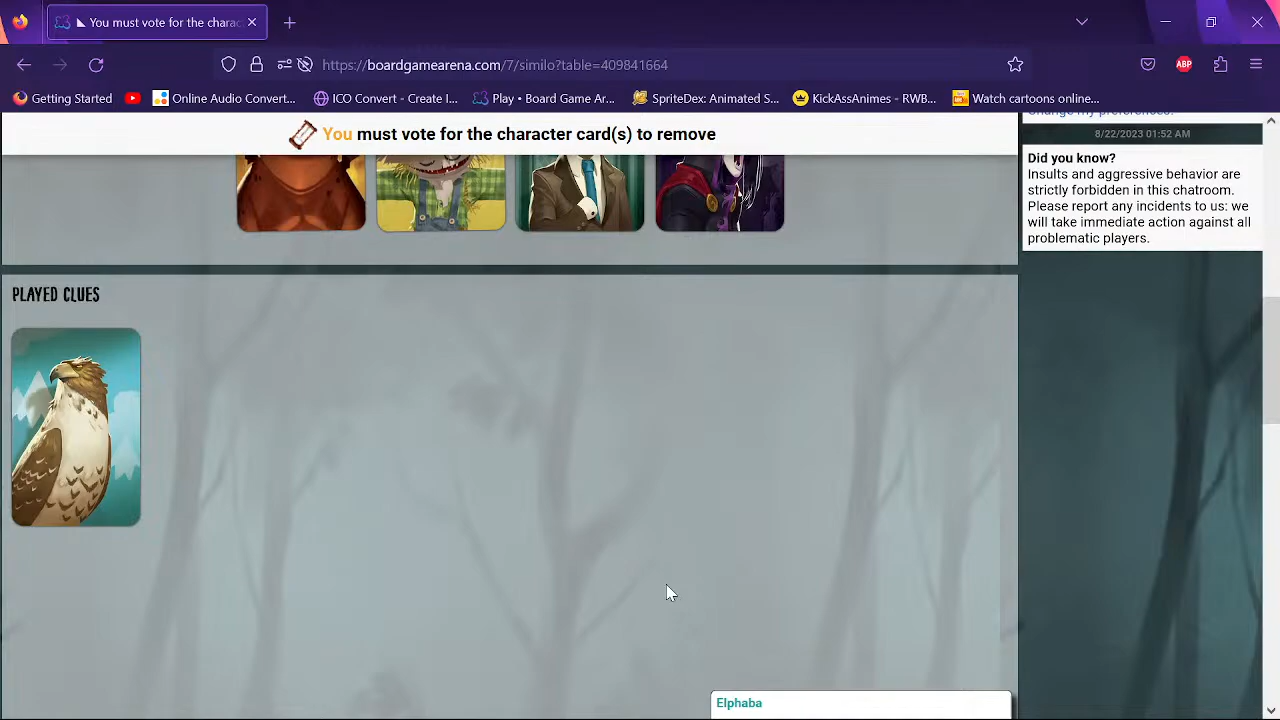 ◣ You must vote for the charac
https://boardgamearena.com/7/similo?table=409841664
ABP
Getting Started
Online Audio Convert...
ICO Convert - Create I...
Play • Board Game Ar...
SpriteDex: Animated S...
KickAssAnimes - RWB...
Watch cartoons online...
You must vote for the character card(s) to remove
8/22/2023 01:52 AM
Did you know?
Insults and aggressive behavior are
strictly forbidden in this chatroom.
Please report any incidents to us: we
will take immediate action against all
problematic players.
PLAYED CLUES
Elphaba